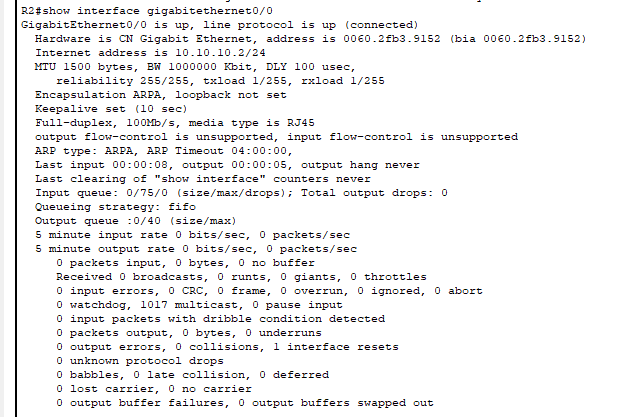 R2#show interface gigabitethernet0/0
GigabitEthernet0/0 is up, line protocol is up (connected)
Hardware is CN Gigabit Ethernet, address is 0060.2fb3.9152 (bia 0060.2fb3.9152)
Internet address is 10.10.10.2/24
MTU 1500 bytes, BW 1000000 Kbit, DLY 100 usec,
reliability 255/255, txload 1/255, rxload 1/255
Encapsulation ARPA, loopback not set
Keepalive set (10 sec)
Full-duplex, 100Mb/s, media type is RJ45
output flow-control is unsupported, input flow-control is unsupported
ARP type: ARPA, ARP Timeout 04:00:00,
Last input 00:00:08, output 00:00:05, output hang never
Last clearing of "show interface" counters never
Input queue: 0/75/0 (size/max/drops); Total output drops: 0
Queueing strategy: fifo
Output queue :0/40 (size/max)
5 minute input rate 0 bits/sec, 0 packets/sec
5 minute output rate 0 bits/sec, 0 packets/sec
0 packets input, 0 bytes, 0 no buffer
Received 0 broadcasts, 0 runts, 0 giants, 0 throttles
0 input errors, 0 CRC, 0 frame, 0 overrun, 0 ignored, 0 abort
0 watchdog, 1017 multicast, 0 pause input
0 input packets with dribble condition detected
0 packets output, 0 bytes, 0 underruns
0 output errors, 0 collisions, 1 interface resets
0 unknown protocol drops
0 babbles, 0 late collision, 0 deferred
0 lost carrier, 0 no carrier
0 output buffer failures, 0 output buffers swapped out